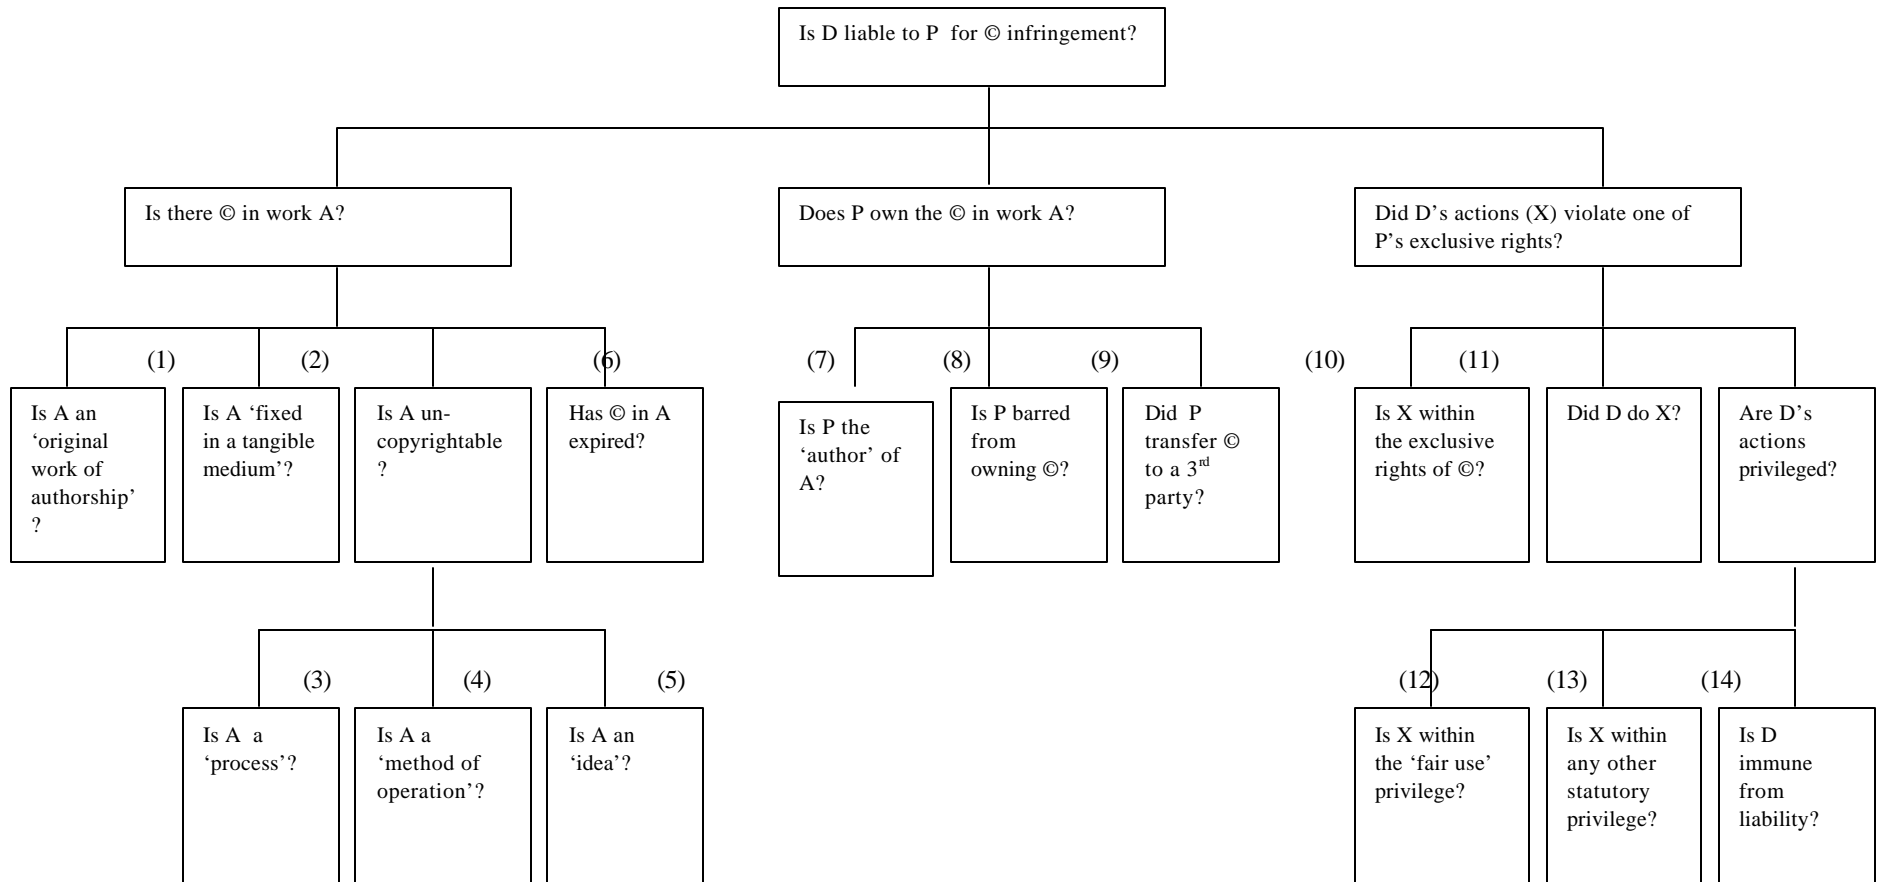 Is D liable to P for © infringement?
Is there © in work A?
Does P own the © in work A?
Did D’s actions (X) violate one of
P’s exclusive rights?
(1)
(2)
(6)
(7)
(8)
(9)
(10)
(11)
Is A an
‘original
work of
authorship’
?
Is A ‘fixed
in a tangible
medium’?
Is A un-
copyrightable
?
Has © in A
expired?
Is P the
‘author’ of
A?
Is P barred
from
owning ©?
Did P
transfer ©
to a 3rd
party?
Is X within
the exclusive
rights of ©?
Did D do X?
Are D’s
actions
privileged?
(3)
(4)
(5)
(12)
(13)
(14)
Is A a
‘process’?
Is A a
‘method of
operation’?
Is A an
‘idea’?
Is X within
the ‘fair use’
privilege?
Is X within
any other
statutory
privilege?
Is D
immune
from
liability?